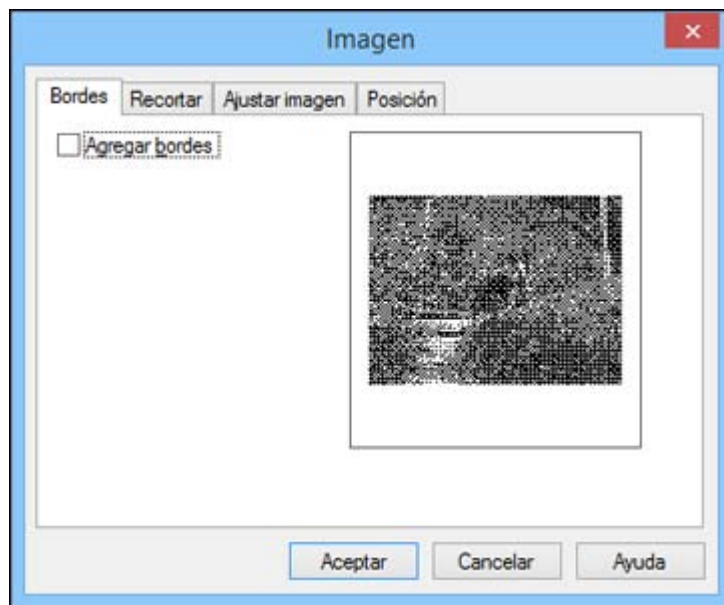 Imagen
Bordes Recortar Ajustar imagen Posición
Agregar bordes
Aceptar Cancelar Ayuda